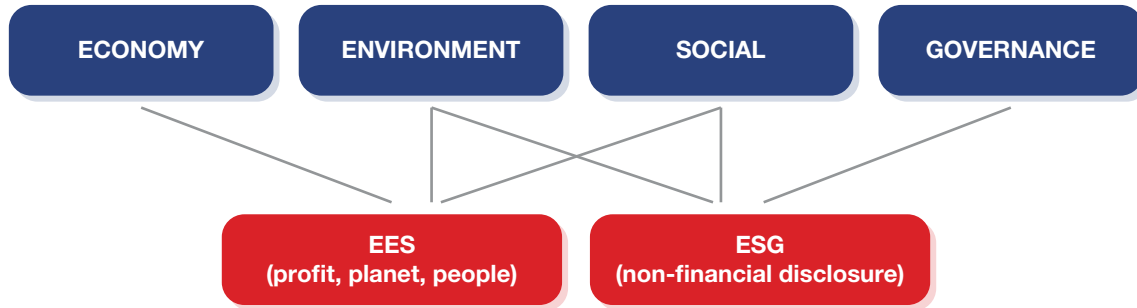 ECONOMY
ENVIRONMENT
SOCIAL
GOVERNANCE
EES
(profit, planet, people)
ESG
(non-financial disclosure)